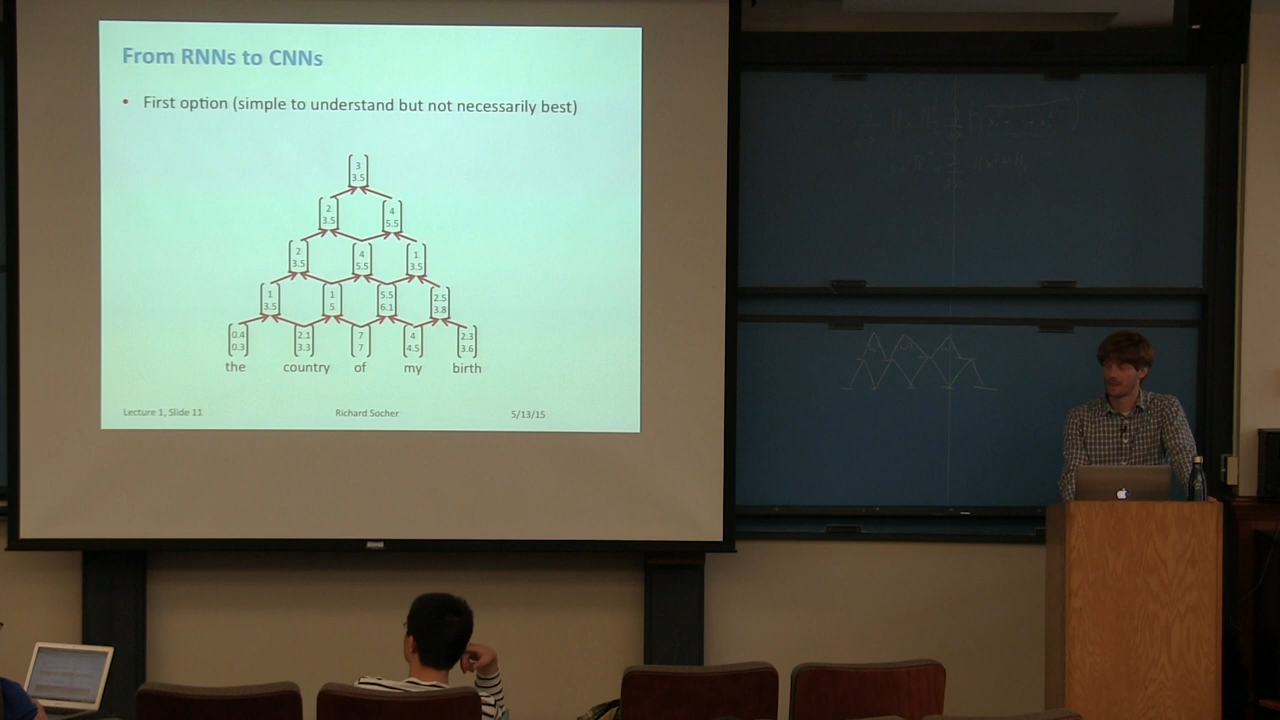 From RNNs to CNNs
• First option (simple to understand but not necessarily best)
3
3.5
2 4
3.5 5.5
2 4 1
3.5 5.5 3.5
1 1 5.5 2.5
3.5 5 6.1 3.8
0.4 2.1 7 4 2.3
0.3 3.3 7 4.5 3.6
the country of my birth
Lecture 1, Slide 11 Richard Socher 5/13/15